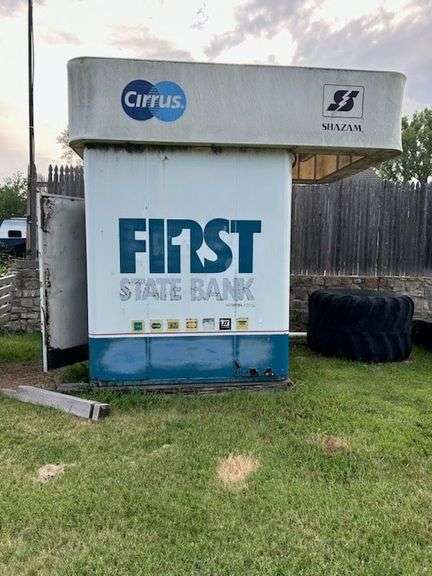 Cirrus
SHAZAM
FIRST
STATE BANK